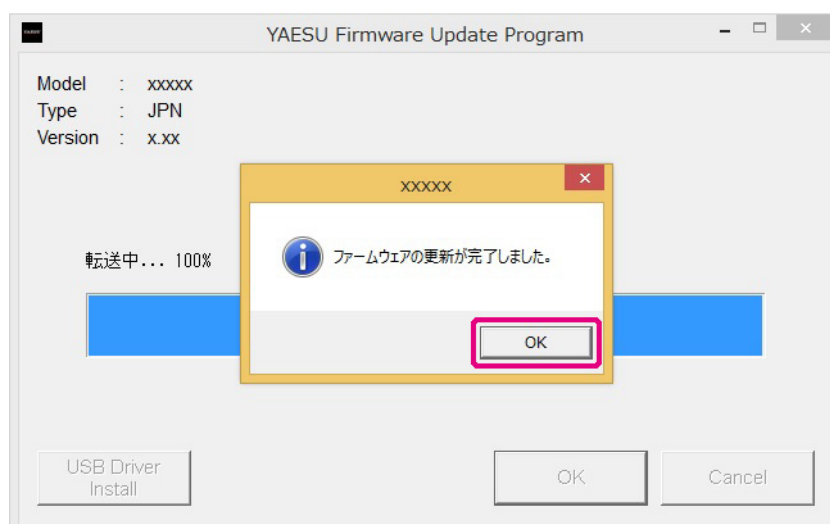 YAESU Firmware Update Program
Model : xxxxx
Type : JPN
Version : x.xx
xxxxx
ファームウェアの更新が完了しました。
OK
転送中... 100%
USB Driver
Install
OK
Cancel